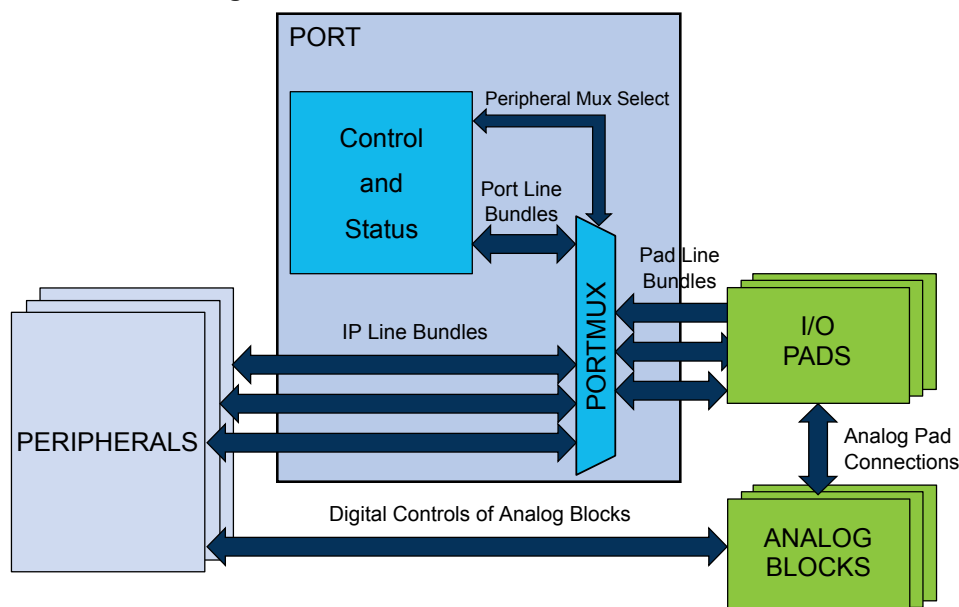 PORT
Peripheral Mux Select
Control
and
Status
Port Line
Bundles
Pad Line
Bundles
PORTMUX
I/O
PADS
IP Line Bundles
PERIPHERALS
Analog Pad
Connections
Digital Controls of Analog Blocks
ANALOG
BLOCKS